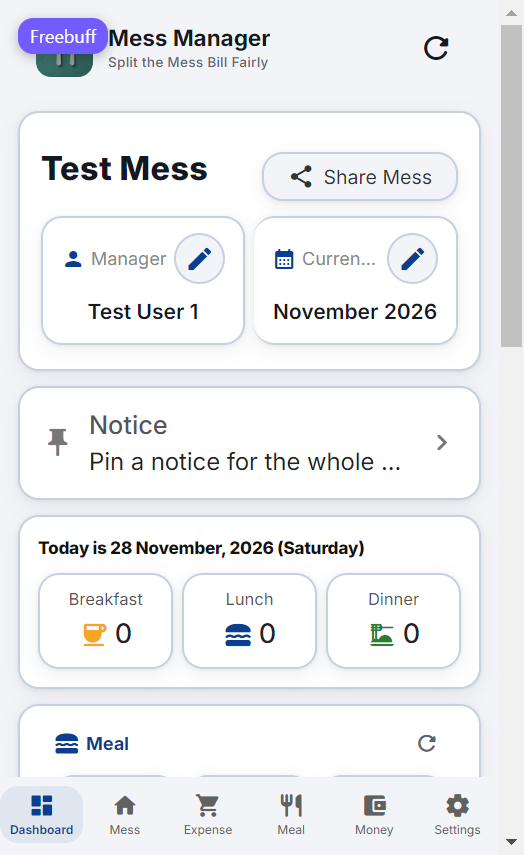 Freebuff
Mess Manager
Split the Mess Bill Fairly
Test Mess
Share Mess
Manager
Test User 1
Curren...
November 2026
Notice
Pin a notice for the whole ...
Today is 28 November, 2026 (Saturday)
Breakfast
0
Lunch
0
Dinner
0
Meal
Dashboard
Mess
Expense
Meal
Money
Settings